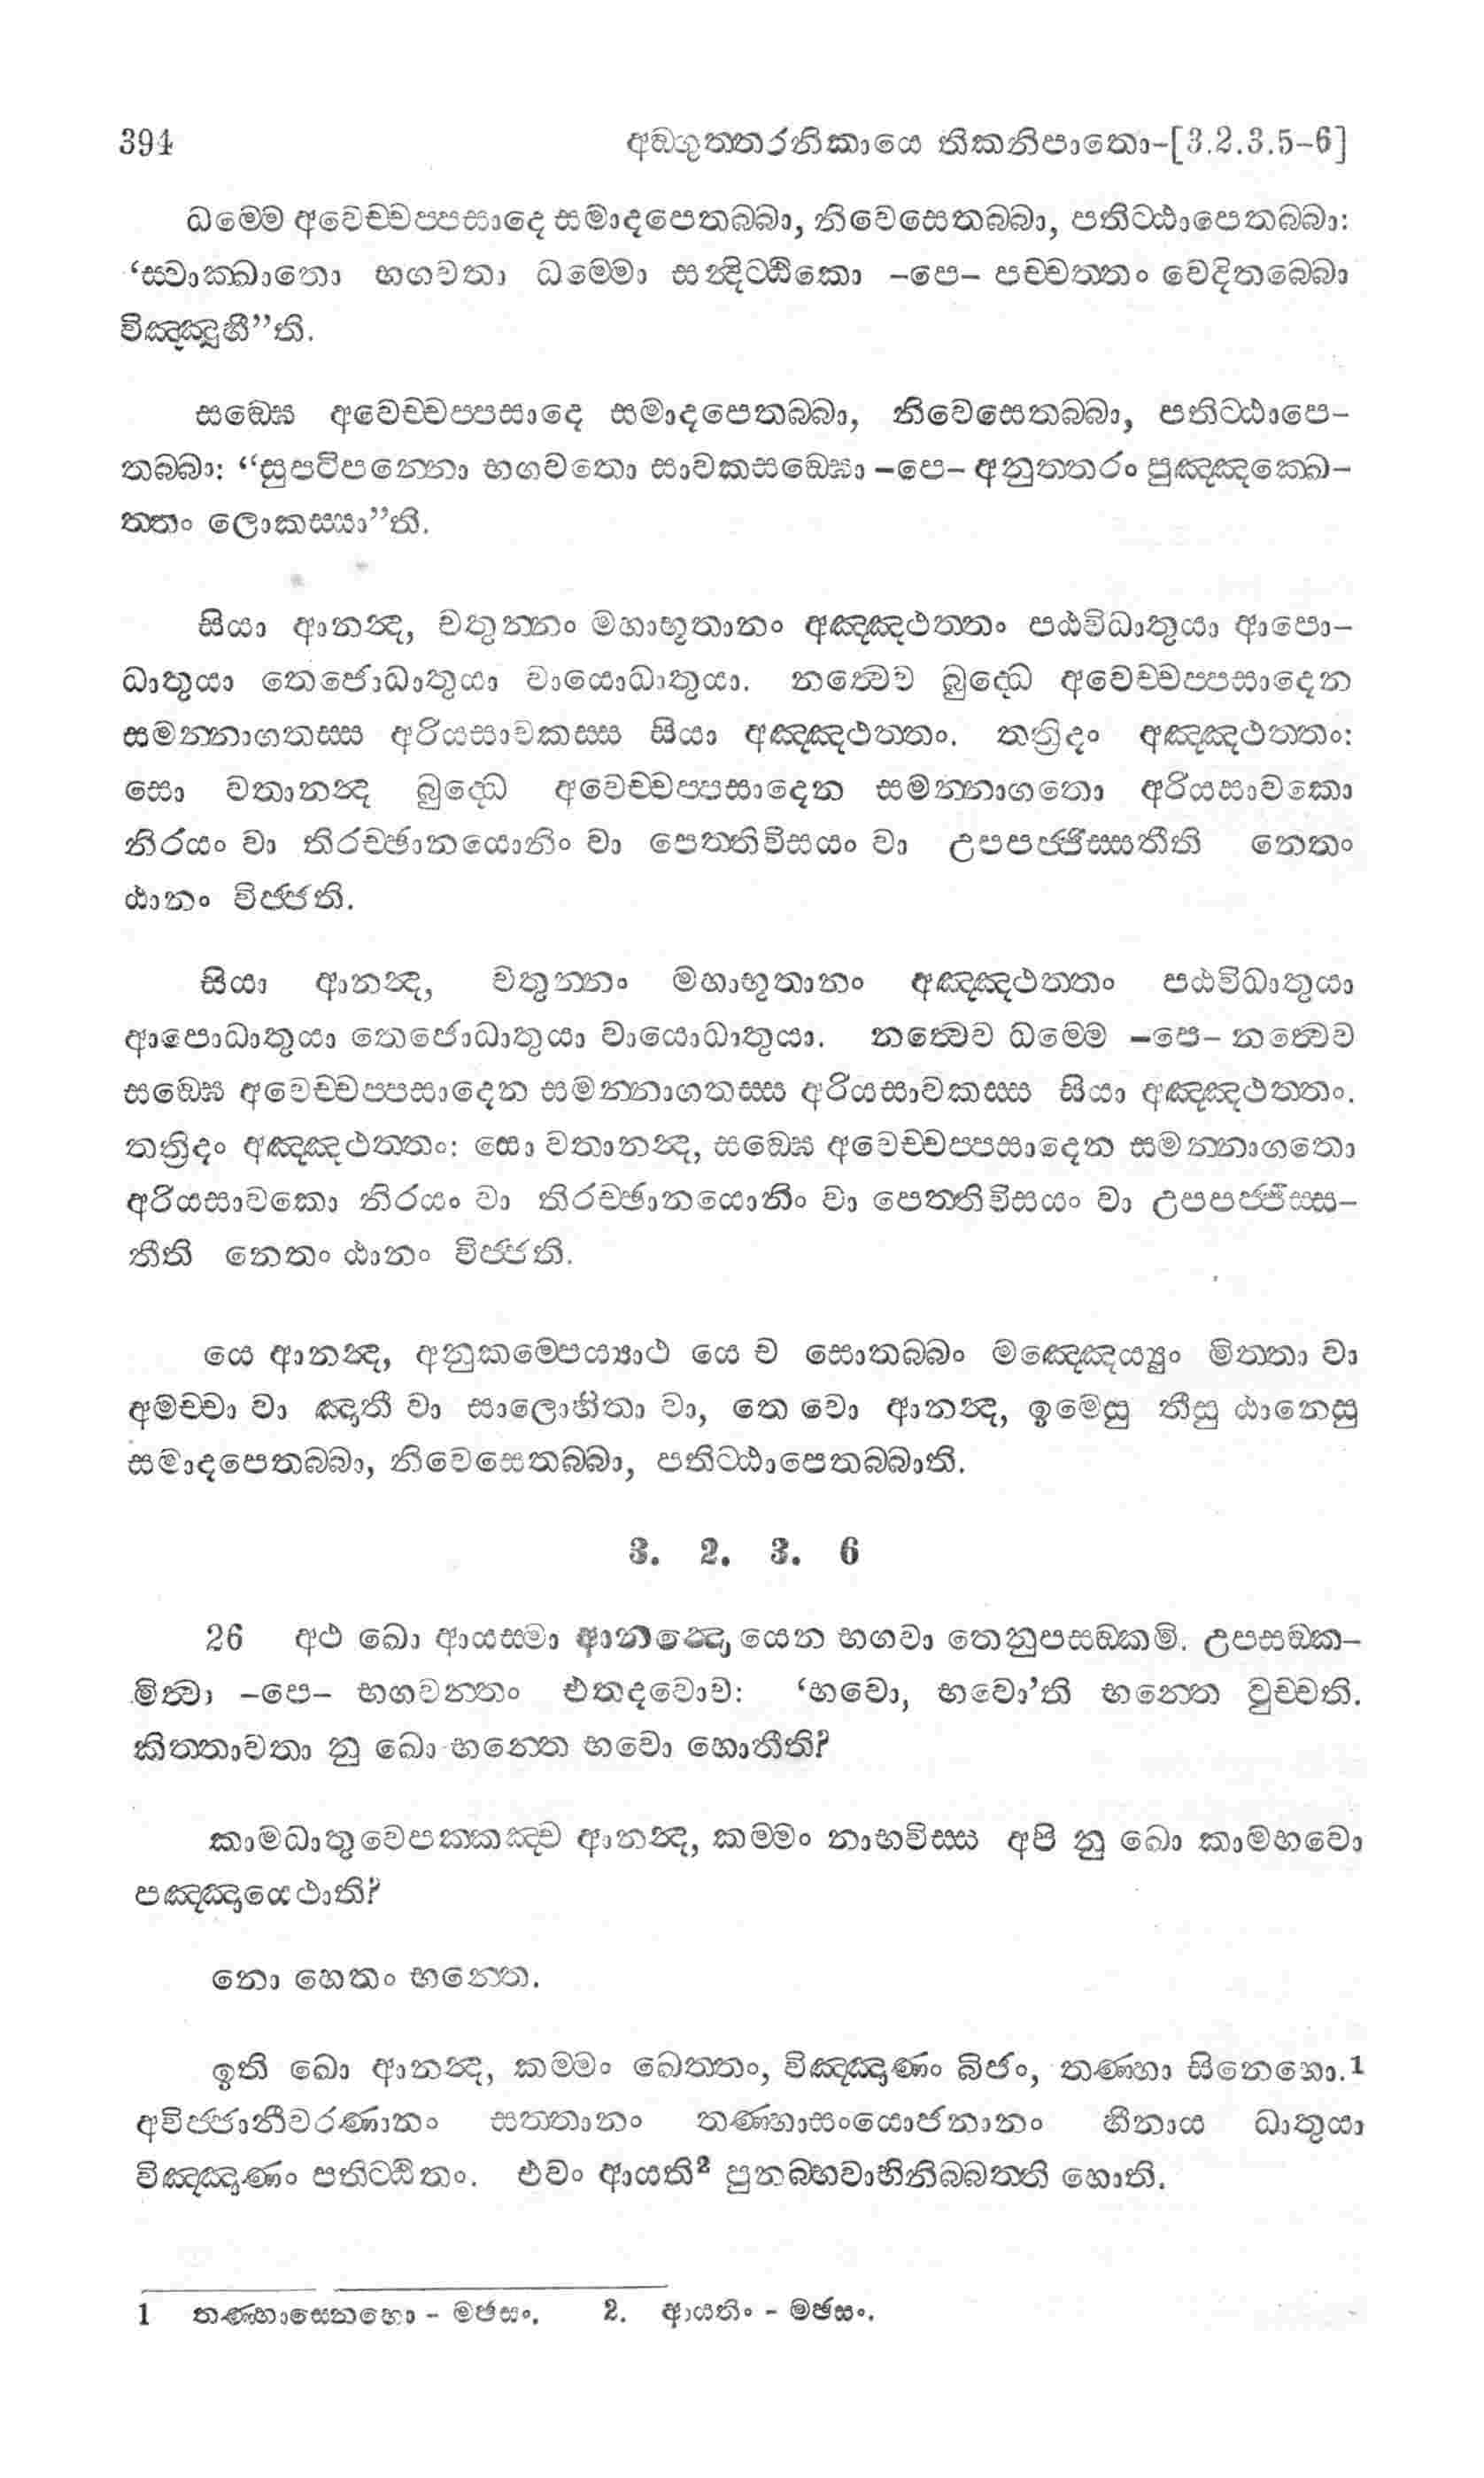 394 අඞ්ගුත්තරනිකායෙ තිකනිපාතො-[3.2.3.5-6]
ධම්මෙ අවෙච්චප්පසාදෙ සමාදපෙතබ්බා, නිවෙසෙතබ්බා, පතිට්ඨාපෙතබ්බා:
‘ස්වාක්ඛාතො භගවතා ධම්මො සන්දිට්ඨිකො -පෙ- පච්චත්තං වෙදිතබ්බො
විඤ්ඤූහී”ති.
සඞ්ඝෙ අවෙච්චප්පසාදෙ සමාදපෙතබ්බා, නිවෙසෙතබ්බා, පතිට්ඨාපෙ-
තබ්බා: “සුපටිපන්නො භගවතො සාවකසඞ්ඝො -පෙ- අනුත්තරං පුඤ්ඤක්ඛෙ-
ත්තං ලොකස්සා”ති.
සියා ආනන්ද, චතුන්නං මහාභූතානං අඤ්ඤථත්තං පඨවිධාතුයා ආපො-
ධාතුයා තෙජොධාතුයා වායොධාතුයා. නත්වෙව බුද්ධෙ අවෙච්චප්පසාදෙන
සමන්නාගතස්ස අරියසාවකස්ස සියා අඤ්ඤථත්තං. තත්‍රිදං අඤ්ඤථත්තං:
සො වතානන්ද බුද්ධෙ අවෙච්චප්පසාදෙන සමන්නාගතො අරියසාවකො
නිරයං වා තිරච්ඡානයොනිං වා පෙත්තිවිසයං වා උපපජ්ජිස්සතීති නෙතං
ඨානං විජ්ජති.
සියා ආනන්ද, චතුන්නං මහාභූතානං අඤ්ඤථත්තං පඨවිධාතුයා
ආපොධාතුයා තෙජොධාතුයා වායොධාතුයා. නත්වෙව ධම්මෙ -පෙ- නත්වෙව
සඞ්ඝෙ අවෙච්චප්පසාදෙන සමන්නාගතස්ස අරියසාවකස්ස සියා අඤ්ඤථත්තං.
තත්‍රිදං අඤ්ඤථත්තං: සො වතානන්ද, සඞ්ඝෙ අවෙච්චප්පසාදෙන සමන්නාගතො
අරියසාවකො නිරයං වා තිරච්ඡානයොනිං වා පෙත්තිවිසයං වා උපපජ්ජිස්ස-
තීති නෙතං ඨානං විජ්ජති.
යෙ ආනන්ද, අනුකම්පෙය්‍යාථ යෙ ච සොතබ්බං මඤ්ඤෙය්‍යුං මිත්තා වා
අමච්චා වා ඤාතී වා සාලොහිතා වා, තෙ වො ආනන්ද, ඉමෙසු තීසු ඨානෙසු
සමාදපෙතබ්බා, නිවෙසෙතබ්බා, පතිට්ඨාපෙතබ්බාති.
3. 2. 3. 6
26 අථ ඛො ආයස්මා ආනන්දො, යෙන භගවා තෙනුපසඞ්කමි. උපසඞ්ක-
මිත්වා -පෙ- භගවන්තං එතදවොච: ‘භවො, භවො’ති භන්තෙ වුච්චති.
කිත්තාවතා නු ඛො භන්තෙ භවො හොතීති?
කාමධාතුවෙපක්කඤ්ච ආනන්ද, කම්මං නාභවිස්ස අපි නු ඛො කාමභවො
පඤ්ඤායෙථාති?
නො හෙතං භන්තෙ.
ඉති ඛො ආනන්ද, කම්මං ඛෙත්තං, විඤ්ඤාණං බීජං, තණ්හා සිනෙහො.1
අවිජ්ජානීවරණානං සත්තානං තණ්හාසංයොජනානං හීනාය ධාතුයා
විඤ්ඤාණං පතිට්ඨිතං. එවං ආයති2 පුනබ්භවාභිනිබ්බත්ති හොති.
1 තණ්හාසෙනහො - මඡසං. 2. ආයතිං - මඡසං.